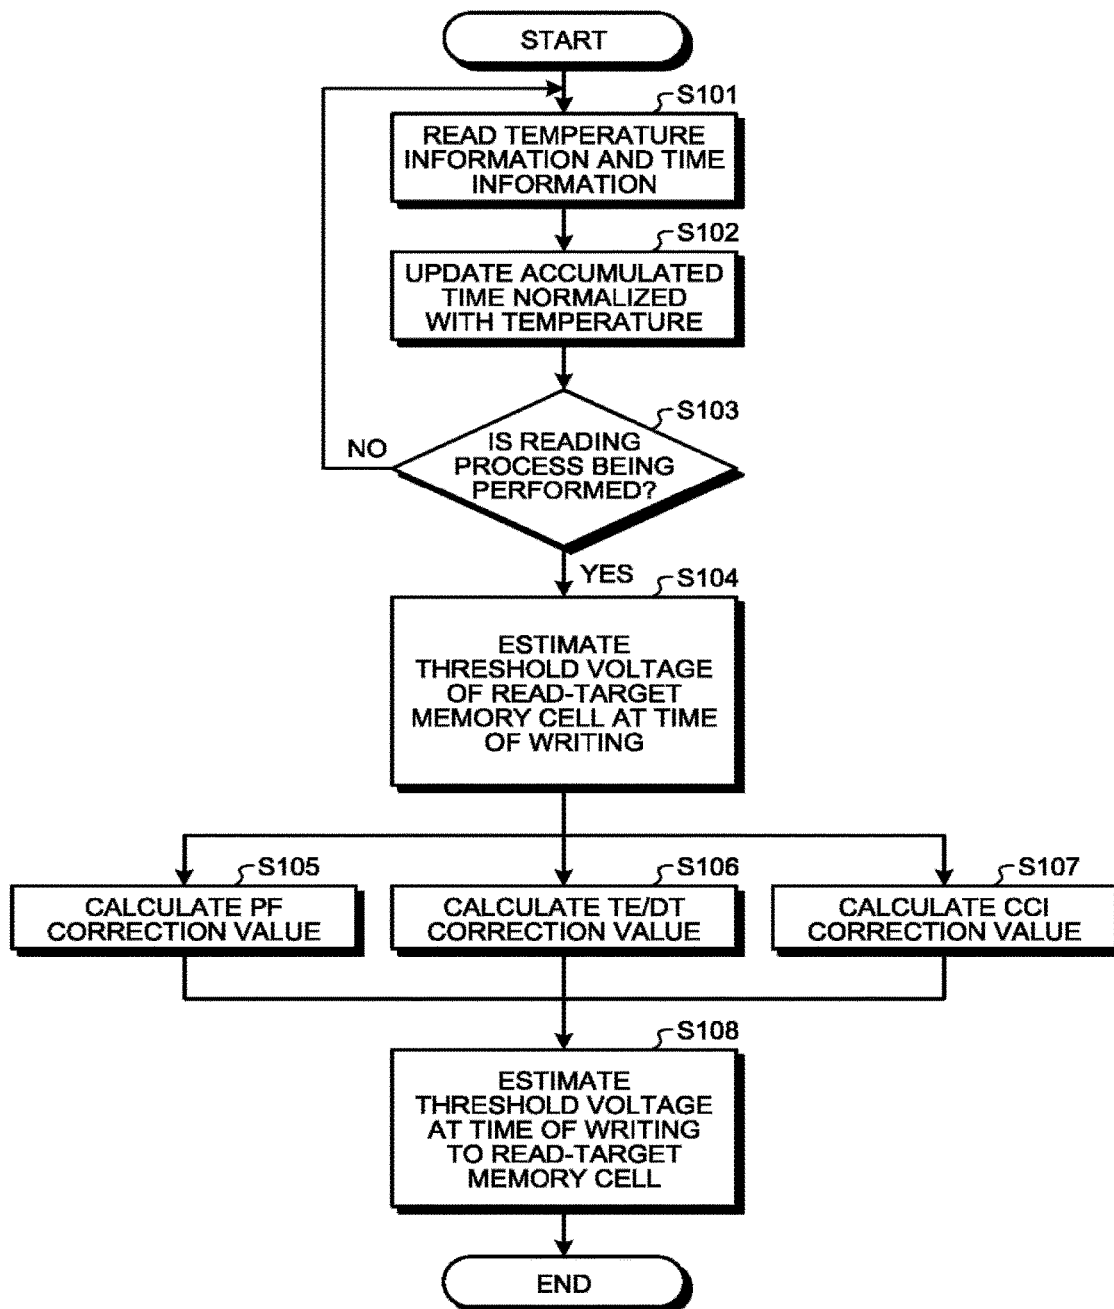 START
S101
READ TEMPERATURE
INFORMATION AND TIME
INFORMATION
S102
UPDATE ACCUMULATED
TIME NORMALIZED
WITH TEMPERATURE
S103
IS READING
PROCESS BEING
PERFORMED?
NO
YES
S104
ESTIMATE
THRESHOLD VOLTAGE
OF READ-TARGET
MEMORY CELL AT TIME
OF WRITING
S105
CALCULATE PF
CORRECTION VALUE
S106
CALCULATE TE/DT
CORRECTION VALUE
S107
CALCULATE CCI
CORRECTION VALUE
S108
ESTIMATE
THRESHOLD VOLTAGE
AT TIME OF WRITING
TO READ-TARGET
MEMORY CELL
END